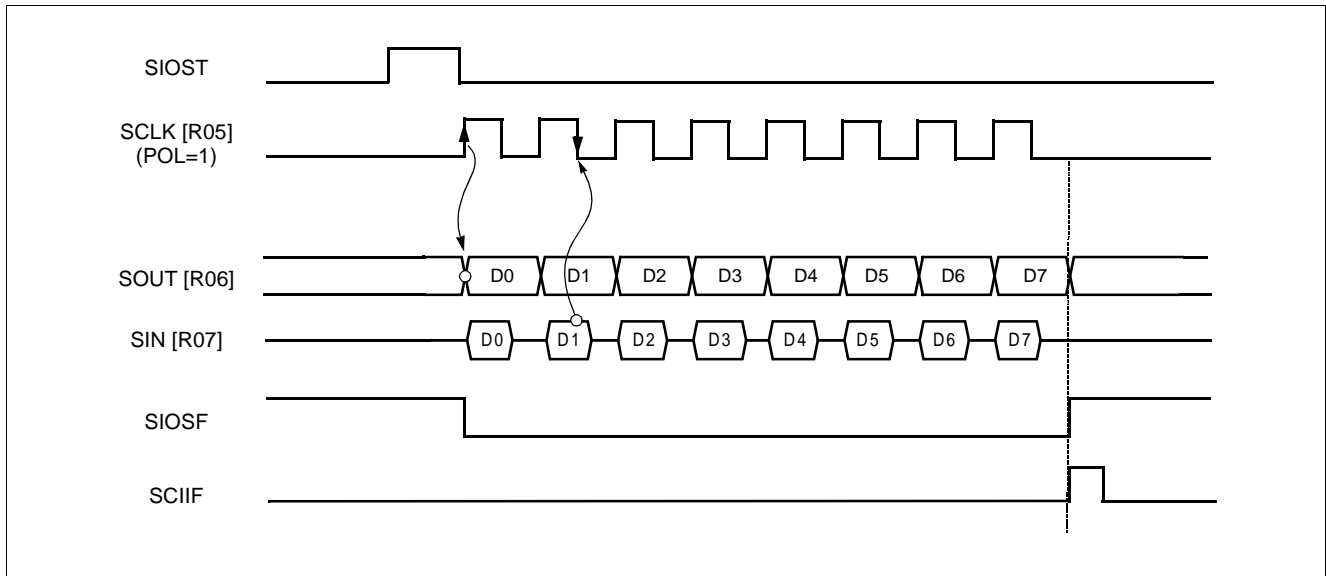 SIOST
SCLK [R05]
(POL=1)
SOUT [R06]
D0 D1 D2 D3 D4 D5 D6 D7
SIN [R07]
D0 D1 D2 D3 D4 D5 D6 D7
SIOSF
SCIIF